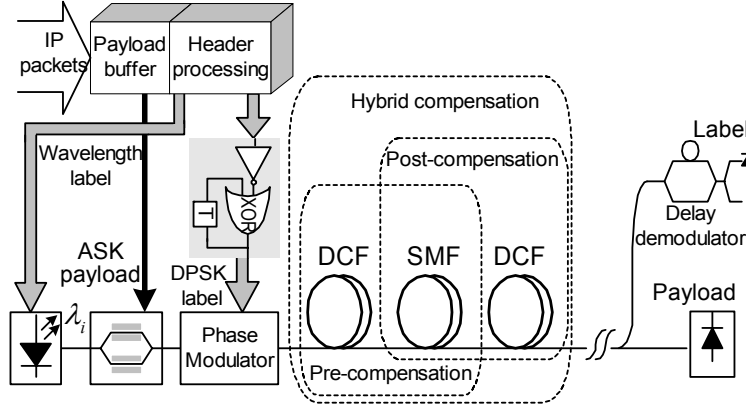 IP
packets
Payload
buffer
Header
processing
Hybrid compensation
Label
Wavelength
label
Post-compensation
XOR
T
Delay
demodulator
ASK
payload
DPSK
label
DCF
SMF
DCF
Payload
λi
Phase
Modulator
Pre-compensation